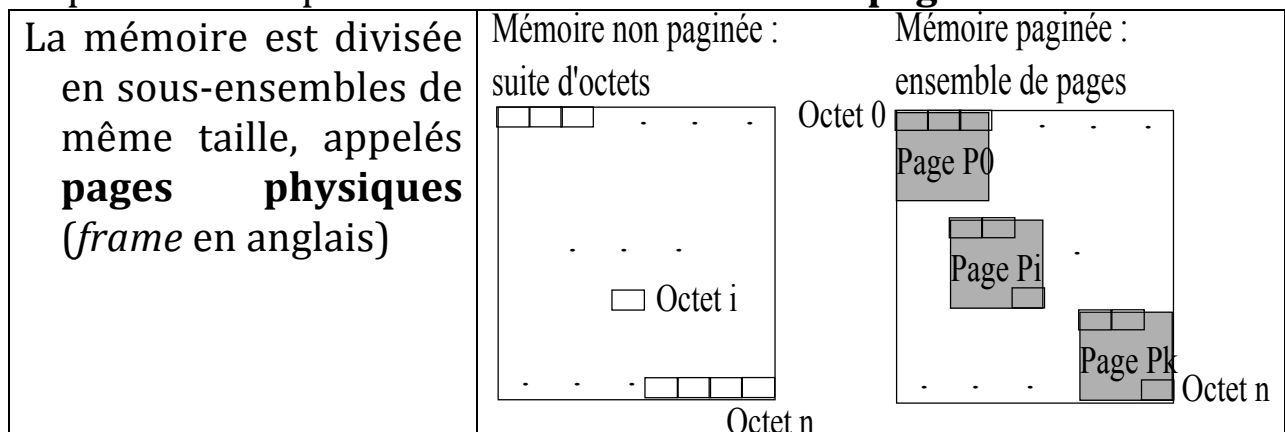 La mémoire est divisée
en sous-ensembles de
même taille, appelés
pages physiques
(frame en anglais)
Mémoire non paginée :
suite d'octets
Octet i
Octet n
Mémoire paginée :
ensemble de pages
Octet 0
Page P0
Page Pi
Page Pk
Octet n